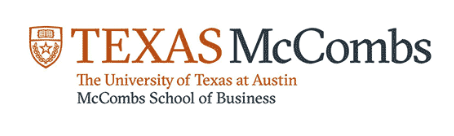 TEXAS McCombs
The University of Texas at Austin
McCombs School of Business